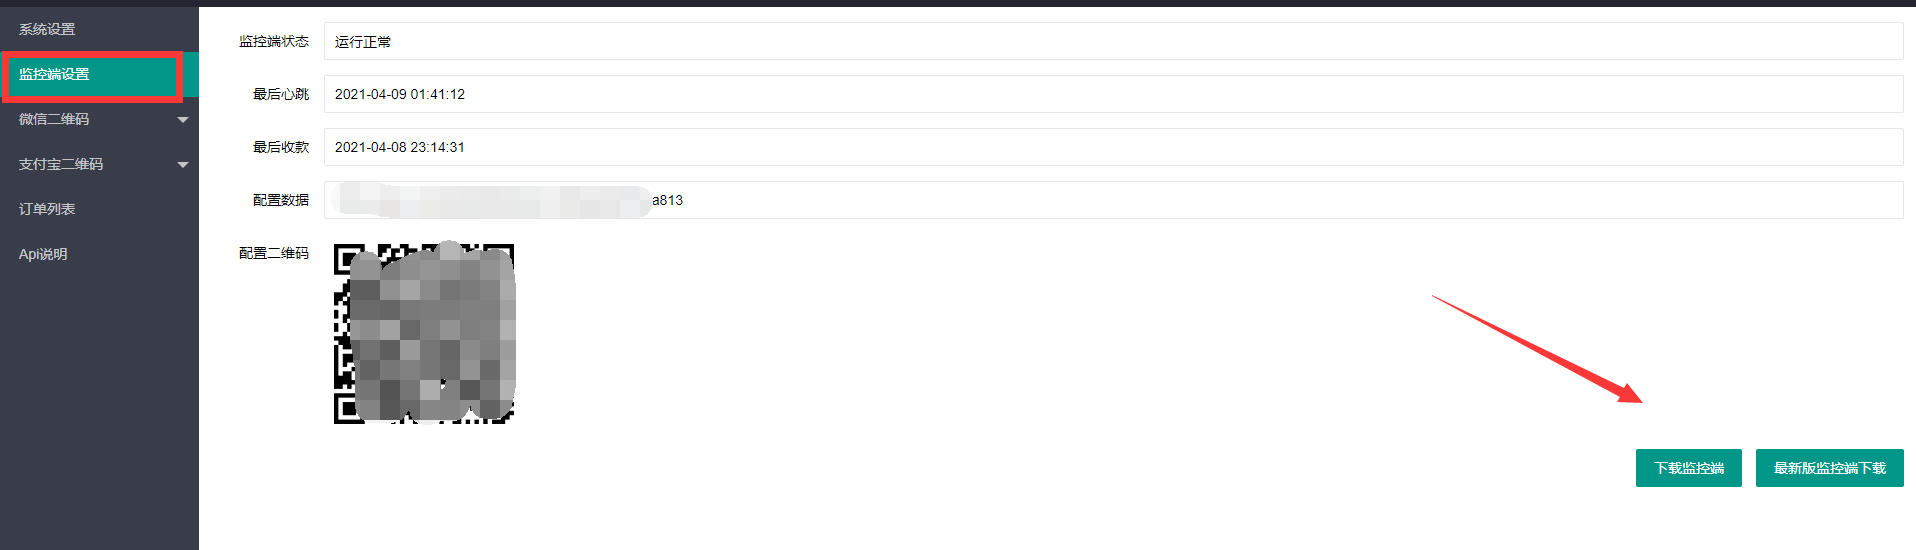 系统设置
监控端设置
微信二维码
支付宝二维码
订单列表
Api说明
监控端状态 运行正常
最后心跳 2021-04-09 01:41:12
最后收款 2021-04-08 23:14:31
配置数据 a813
配置二维码
下载监控端 最新版监控端下载